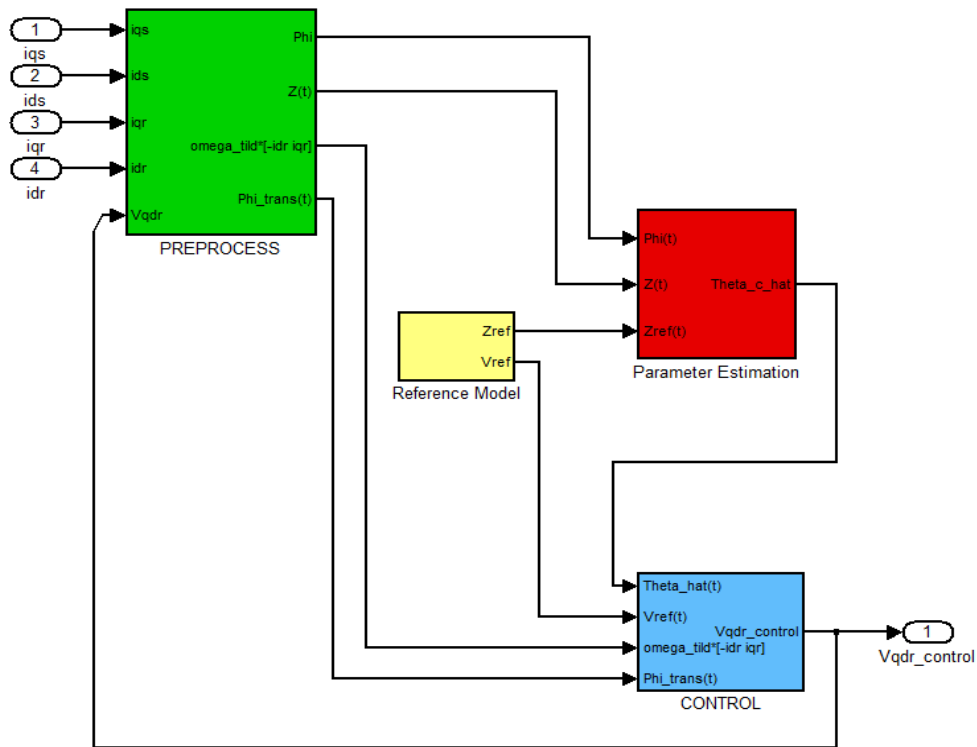 1
iqs
2
ids
3
iqr
4
idr
iqs
ids
iqr
idr
Vqdr
Phi
Z(t)
omega_tild*[-idr iqr]
Phi_trans(t)
PREPROCESS
Phi(t)
Z(t)
Zref(t)
Theta_c_hat
Parameter Estimation
Zref
Vref
Reference Model
Theta_hat(t)
Vref(t)
omega_tild*[-idr iqr]
Phi_trans(t)
Vqdr_control
CONTROL
1
Vqdr_control